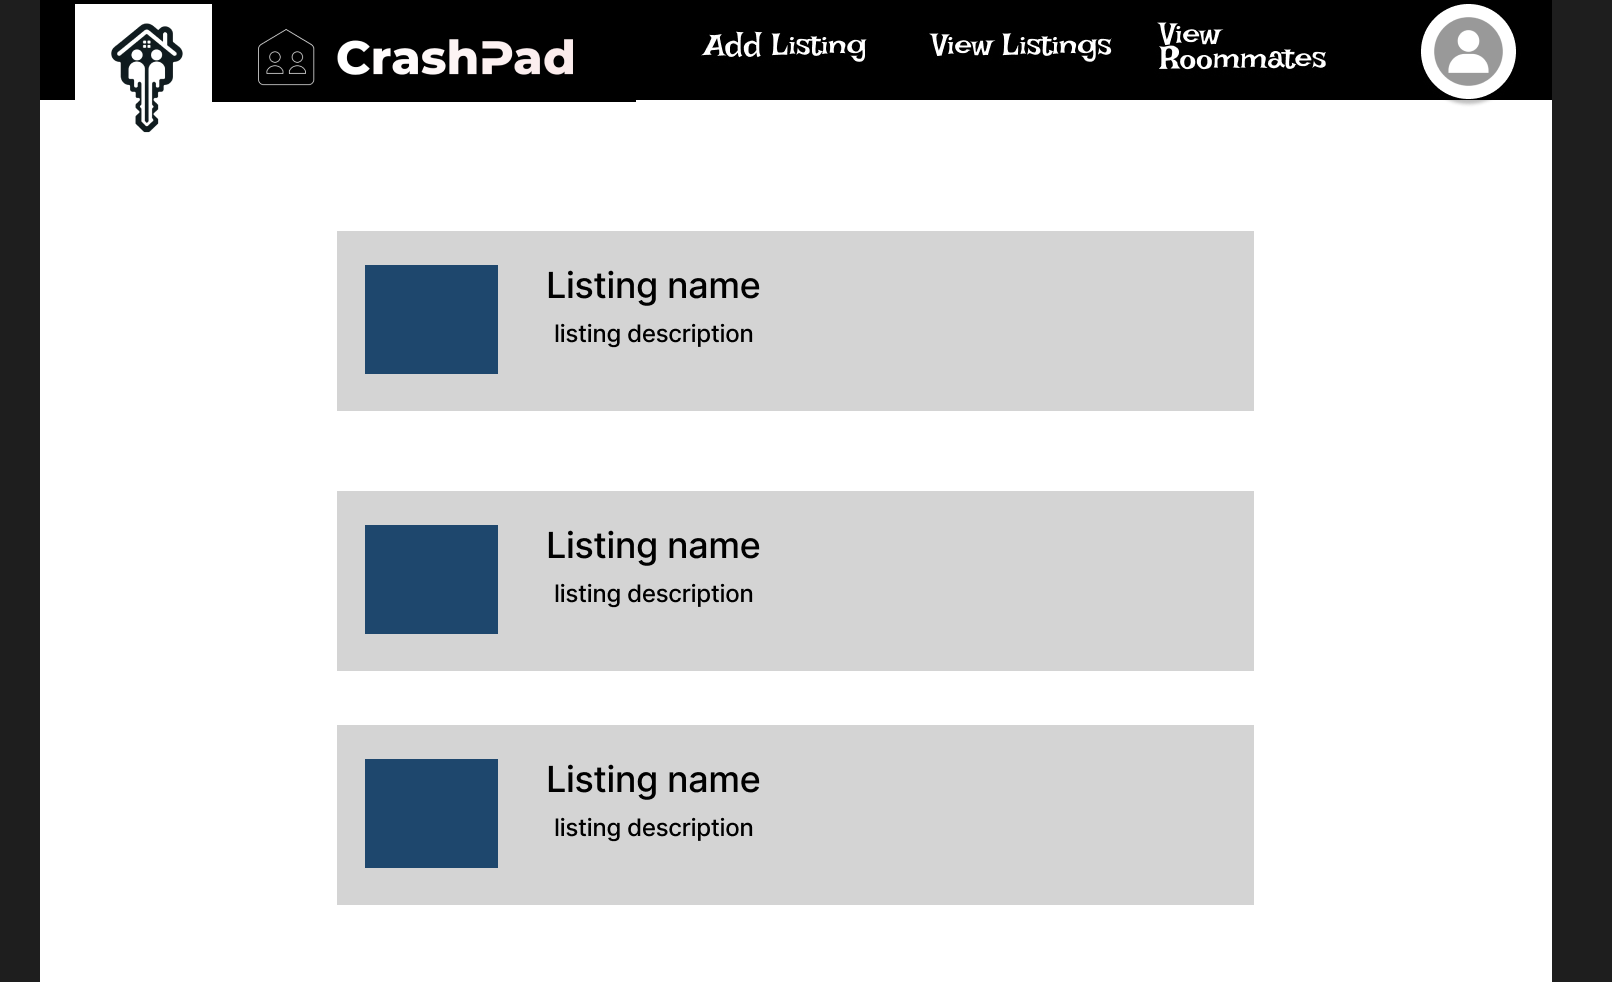 CrashPad
Add Listing
View Listings
View
Roommates
Listing name
listing description
Listing name
listing description
Listing name
listing description